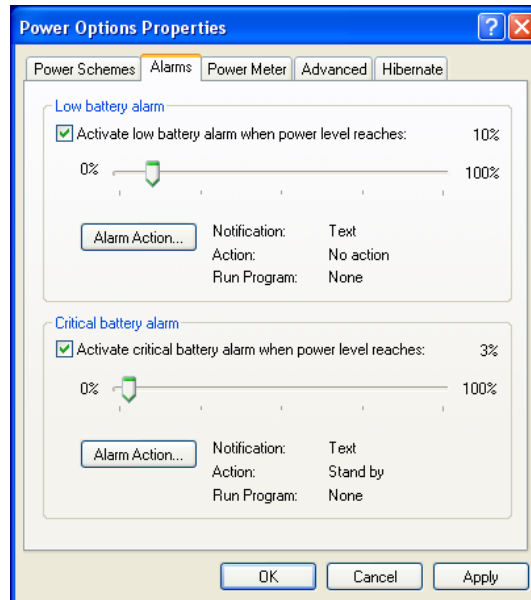 Power Options Properties
Power Schemes Alarms Power Meter Advanced Hibernate
Low battery alarm
Activate low battery alarm when power level reaches: 10%
0% 100%
Alarm Action... Notification: Text
Action: No action
Run Program: None
Critical battery alarm
Activate critical battery alarm when power level reaches: 3%
0% 100%
Alarm Action... Notification: Text
Action: Stand by
Run Program: None
OK Cancel Apply